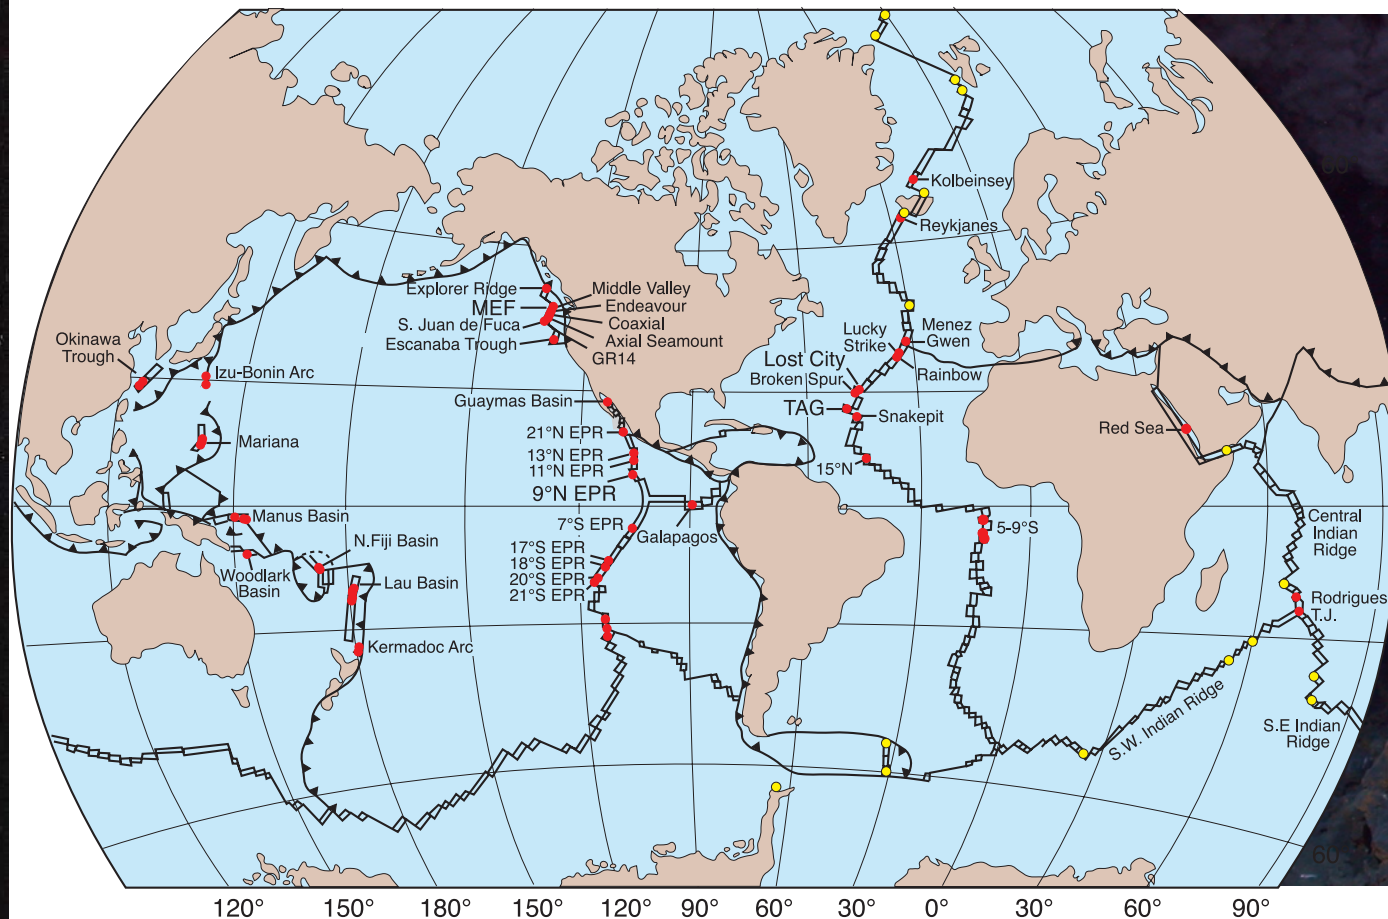 Kolbeinsey
Reykjanes
Explorer Ridge
MEF
S. Juan de Fuca
Escanaba Trough
Middle Valley
Endeavour
Coaxial
Axial Seamount
GR14
Okinawa
Trough
Izu-Bonin Arc
Mariana
Guaymas Basin
21°N EPR
13°N EPR
11°N EPR
9°N EPR
7°S EPR
17°S EPR
18°S EPR
20°S EPR
21°S EPR
Galapagos
Lucky
Strike
Menez
Gwen
Lost City
Rainbow
Broken Spur
TAG
Snakepit
15°N
Red Sea
5-9°S
Manus Basin
N.Fiji Basin
Woodlark
Basin
Lau Basin
Kermadoc Arc
Central
Indian
Ridge
Rodrigues
T.J.
S.W. Indian Ridge
S.E Indian
Ridge
60
60
120°
150°
180°
150°
120°
90°
60°
30°
0°
30°
60°
90°